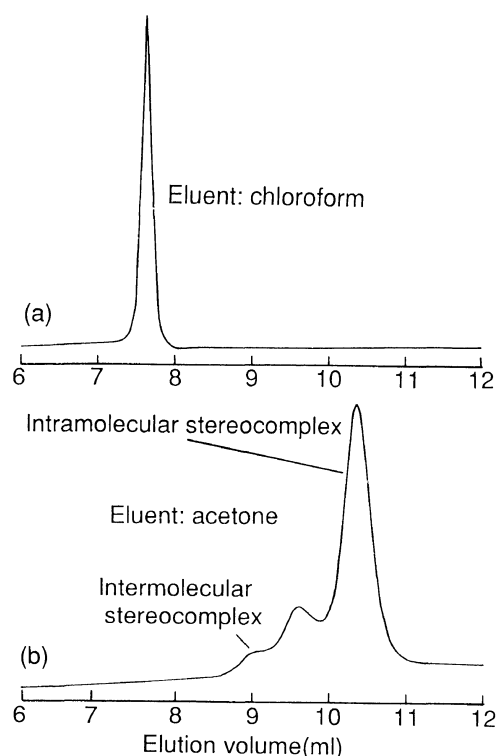 Eluent: chloroform
(a)
6 7 8 9 10 11 12
Intramolecular stereocomplex
Eluent: acetone
Intermolecular
stereocomplex
(b)
6 7 8 9 10 11 12
Elution volume(ml)